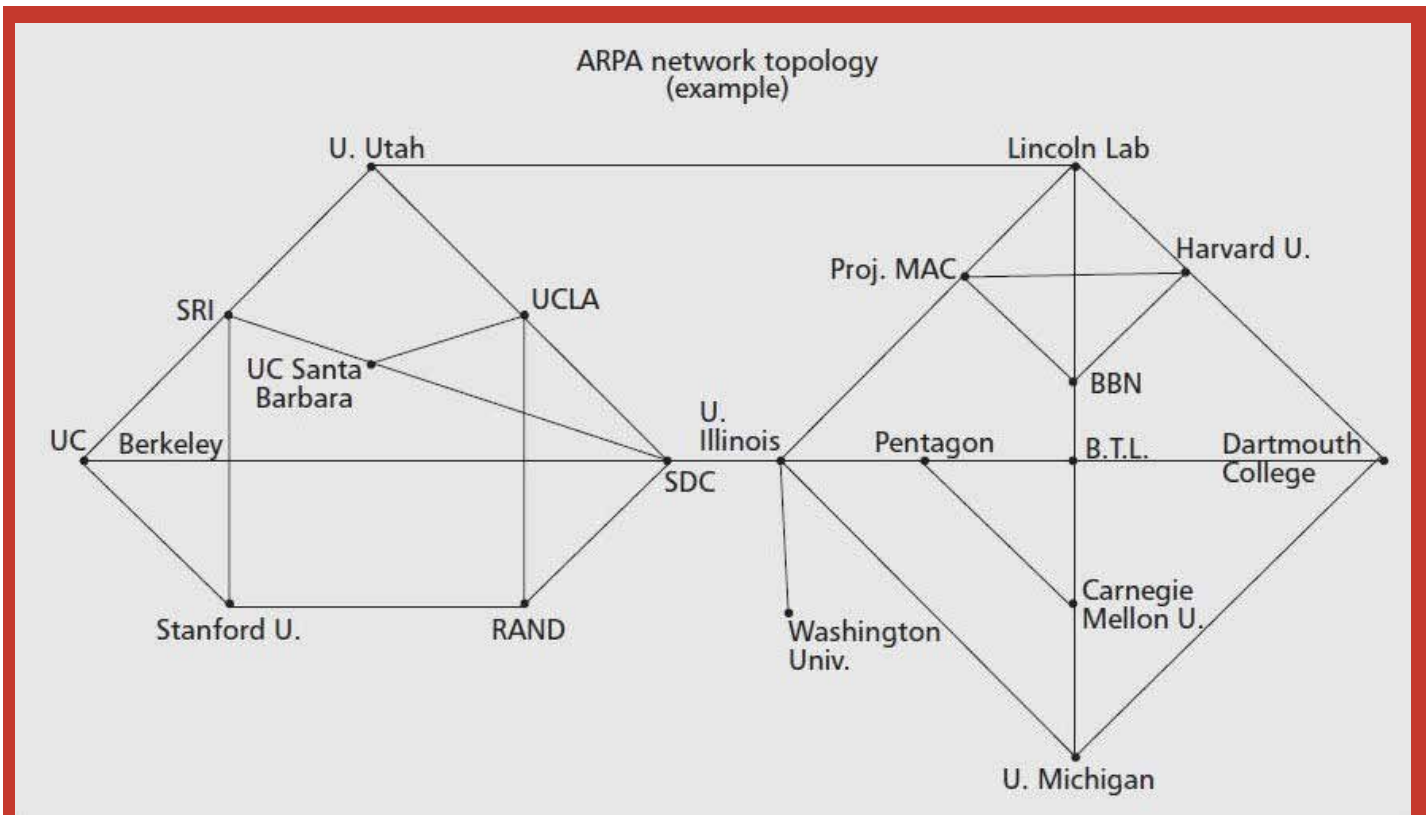 ARPA network topology
(example)
U. Utah
Lincoln Lab
Harvard U.
Proj. MAC
SRI
UCLA
UC Santa
Barbara
BBN
U.
Illinois
UC Berkeley
Pentagon
B.T.L.
Dartmouth
College
SDC
Carnegie
Mellon U.
Stanford U.
RAND
Washington
Univ.
U. Michigan